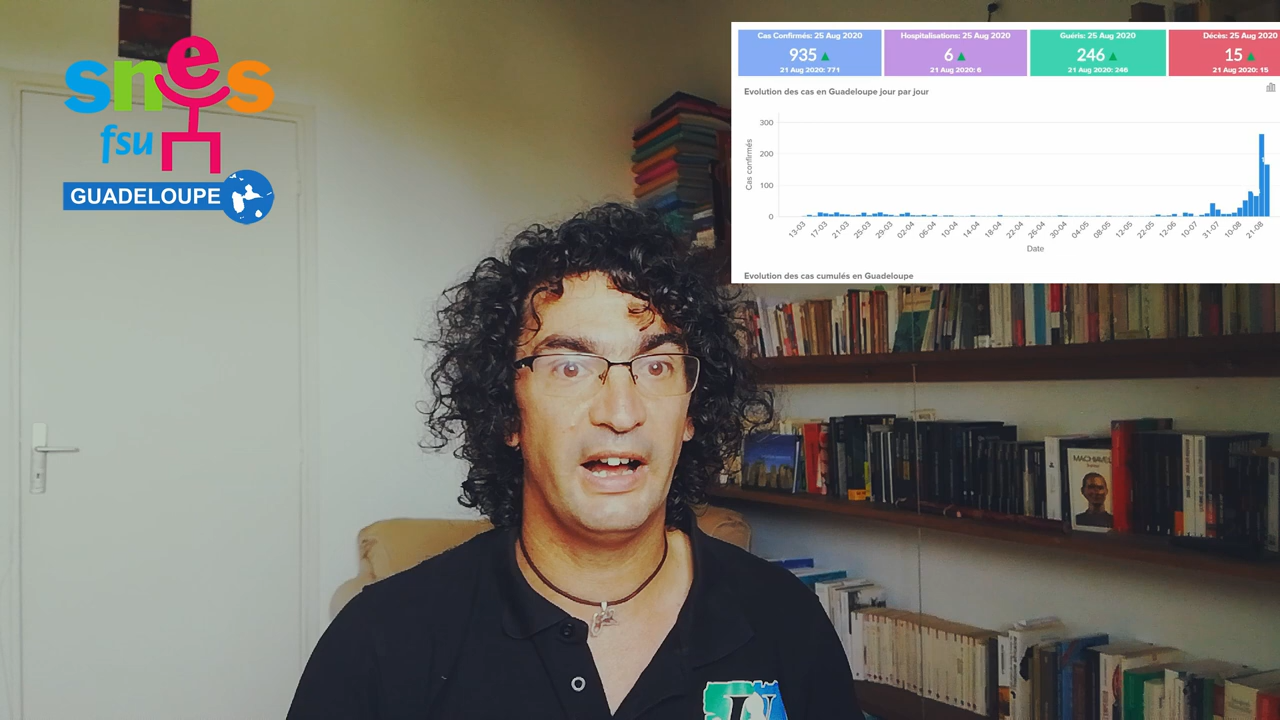 snes
fsu
GUADELOUPE
Cas Confirmés: 25 Aug 2020
935
21 Aug 2020: 771
Hospitalisations: 25 Aug 2020
6
21 Aug 2020: 6
Guéris: 25 Aug 2020
246
21 Aug 2020: 246
Décès: 25 Aug 2020
15
21 Aug 2020: 15
Evolution des cas en Guadeloupe jour par jour
Cas confirmés
300
200
100
0
13-03 17-03 21-03 25-03 29-03 02-04 06-04 10-04 14-04 18-04 22-04 26-04 30-04 04-05 08-05 12-05 22-05 12-06 10-07 31-07 10-08 21-08
Date
Evolution des cas cumulés en Guadeloupe
MACHIAVEL